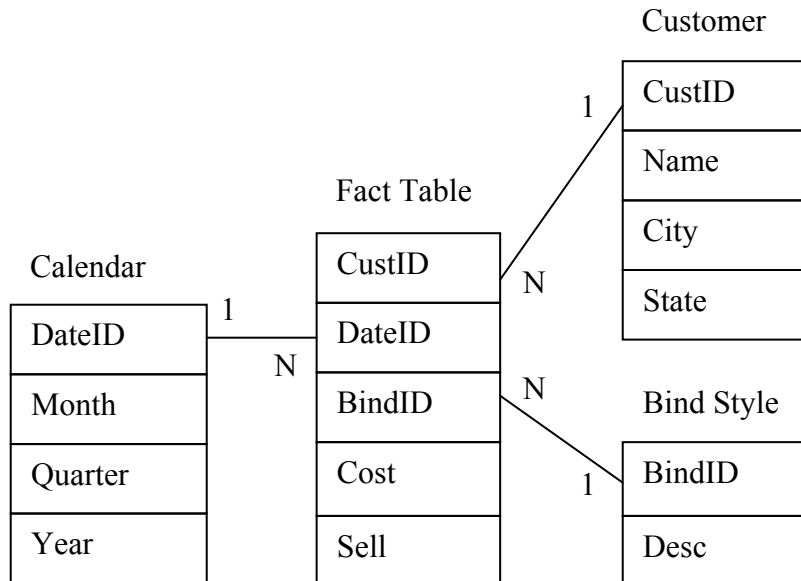 Customer
CustID
Name
City
State
1
Fact Table
CustID
DateID
BindID
Cost
Sell
N
N
Calendar
DateID
Month
Quarter
Year
1
N
Bind Style
BindID
Desc
1